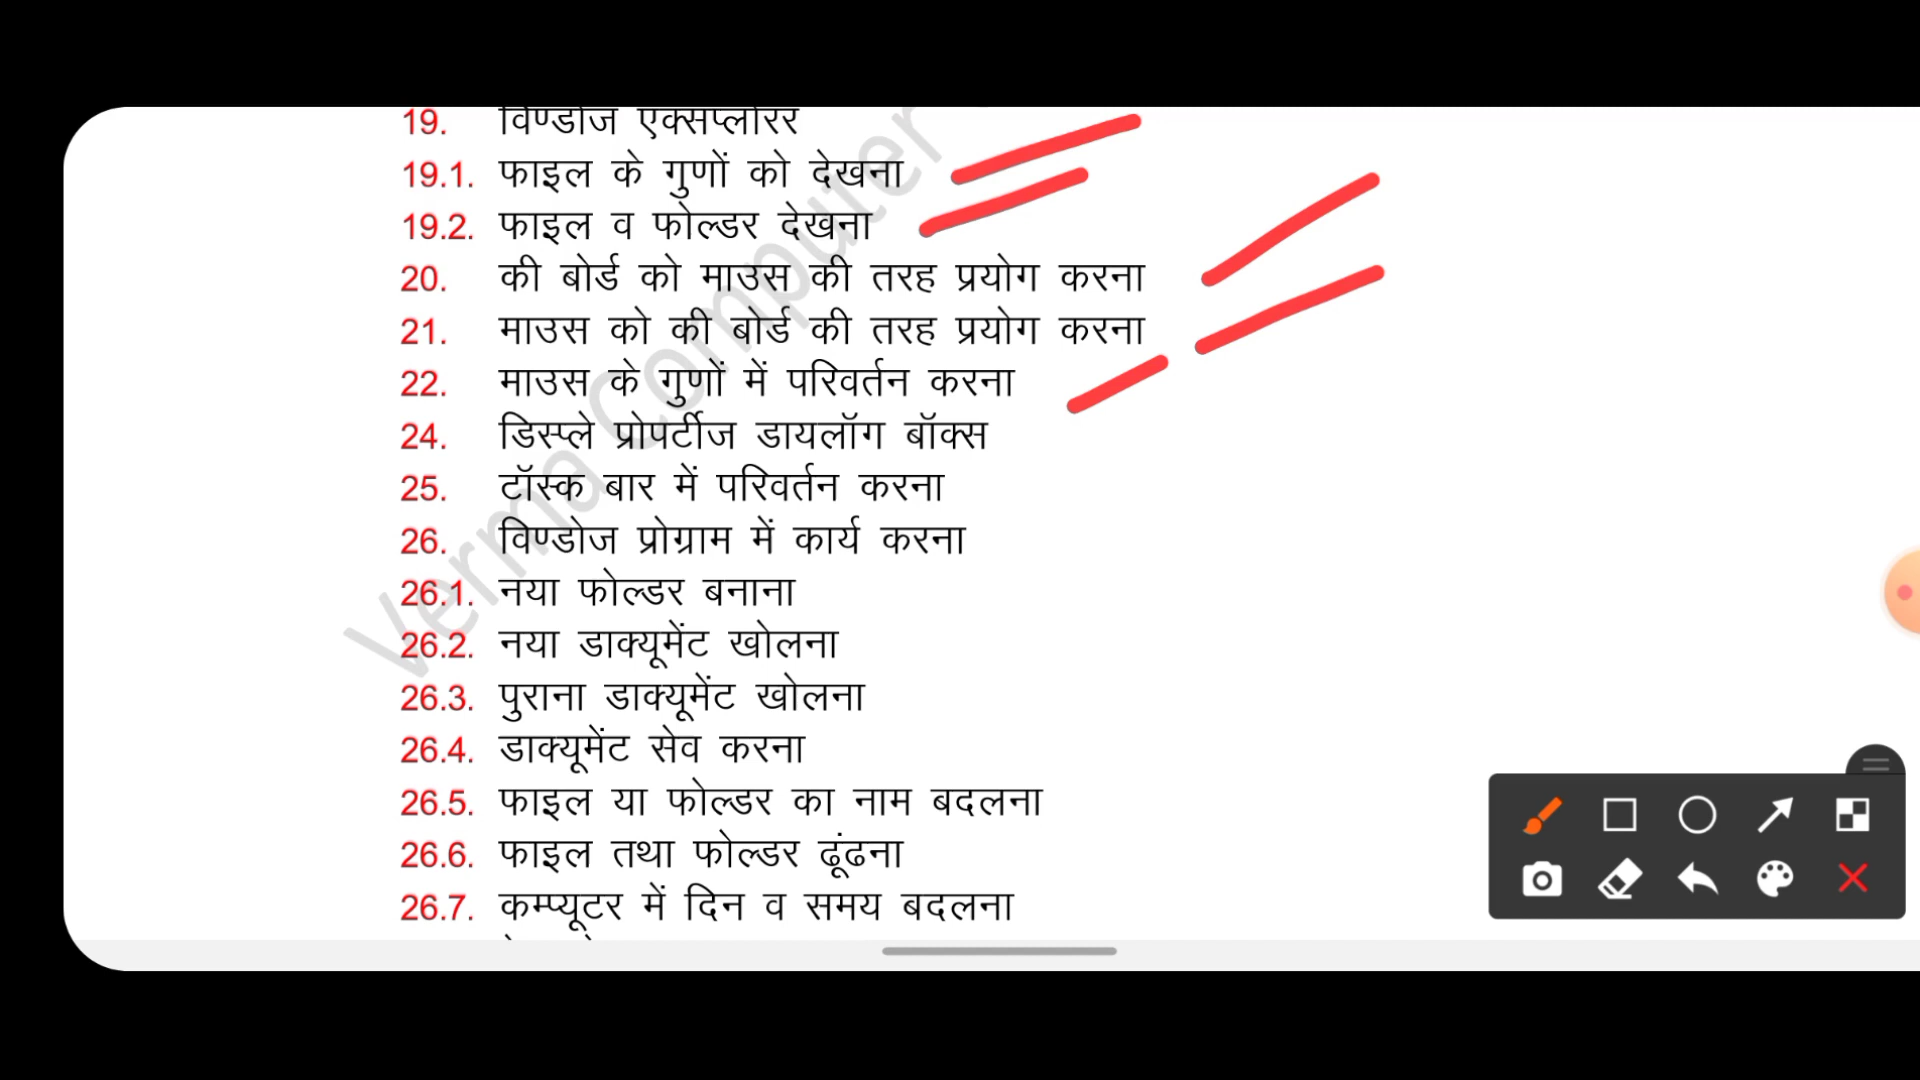 19. विण्डोज एक्सप्लोरर
19.1. फाइल के गुणों को देखना
19.2. फाइल व फोल्डर देखना
20. की बोर्ड को माउस की तरह प्रयोग करना
21. माउस को की बोर्ड की तरह प्रयोग करना
22. माउस के गुणों में परिवर्तन करना
24. डिस्प्ले प्रोपर्टीज डायलॉग बॉक्स
25. टॉस्क बार में परिवर्तन करना
26. विण्डोज प्रोग्राम में कार्य करना
26.1. नया फोल्डर बनाना
26.2. नया डाक्यूमेंट खोलना
26.3. पुराना डाक्यूमेंट खोलना
26.4. डाक्यूमेंट सेव करना
26.5. फाइल या फोल्डर का नाम बदलना
26.6. फाइल तथा फोल्डर ढूंढना
26.7. कम्प्यूटर में दिन व समय बदलना
Verma Computer